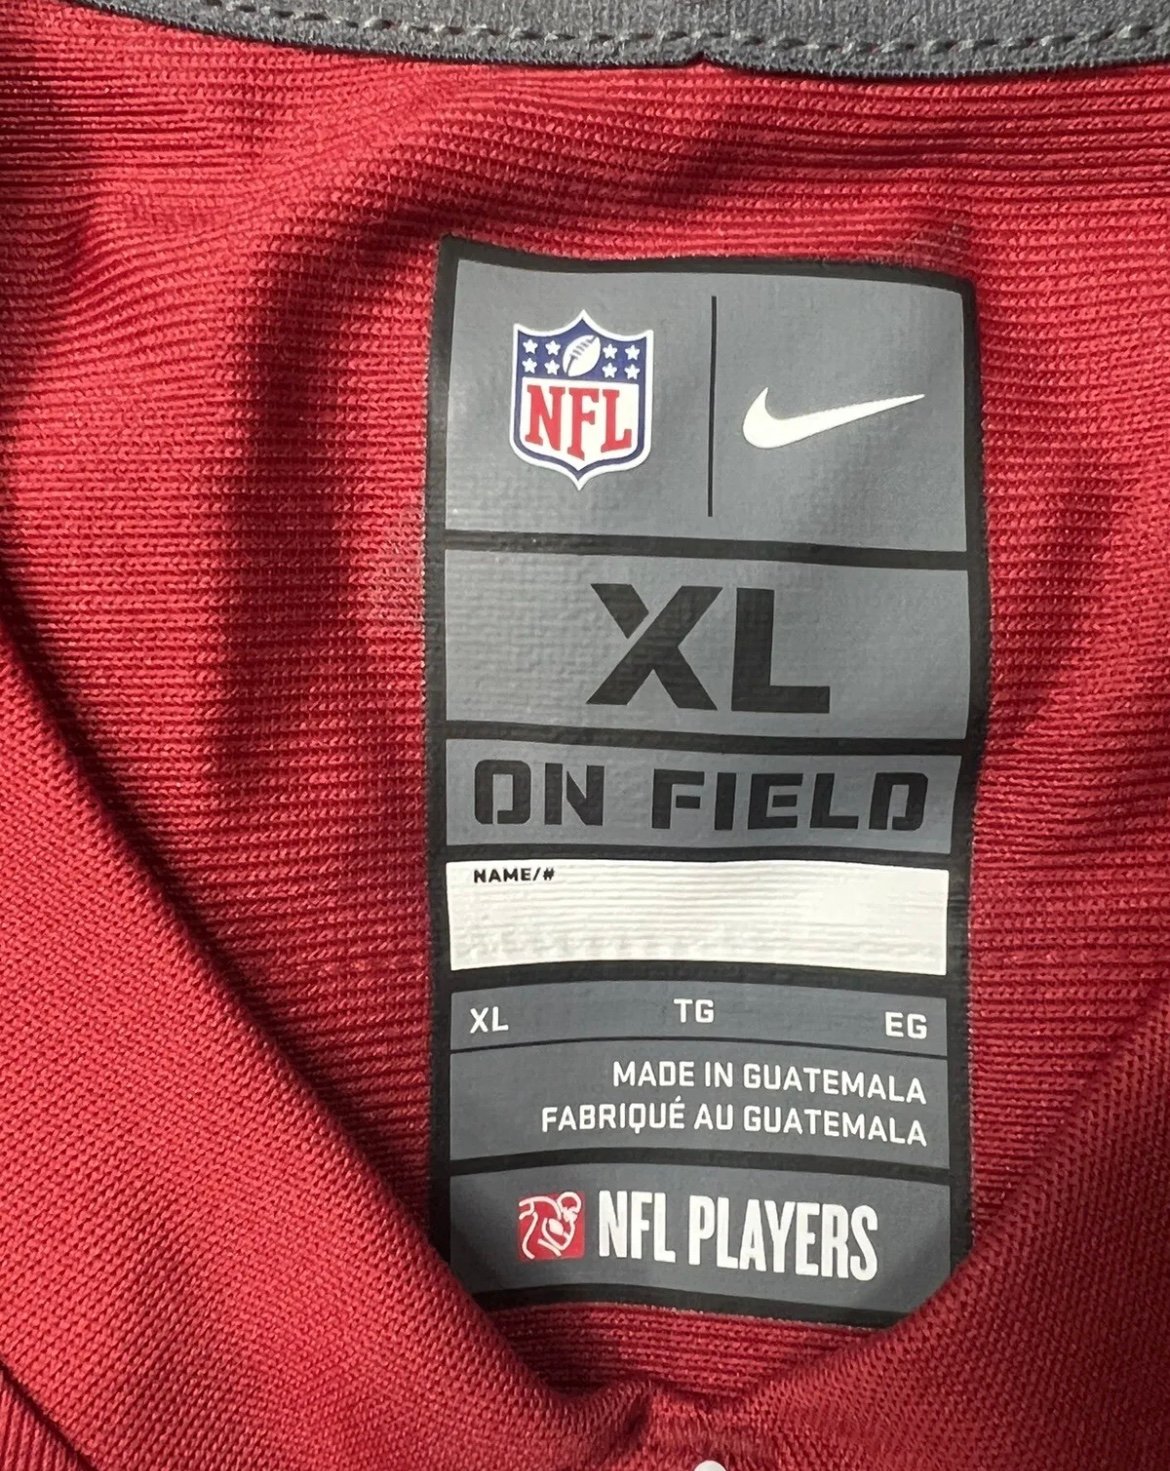 NFL
XL
ON FIELD
NAME/#
XL TG EG
MADE IN GUATEMALA
FABRIQUÉ AU GUATEMALA
NFL PLAYERS